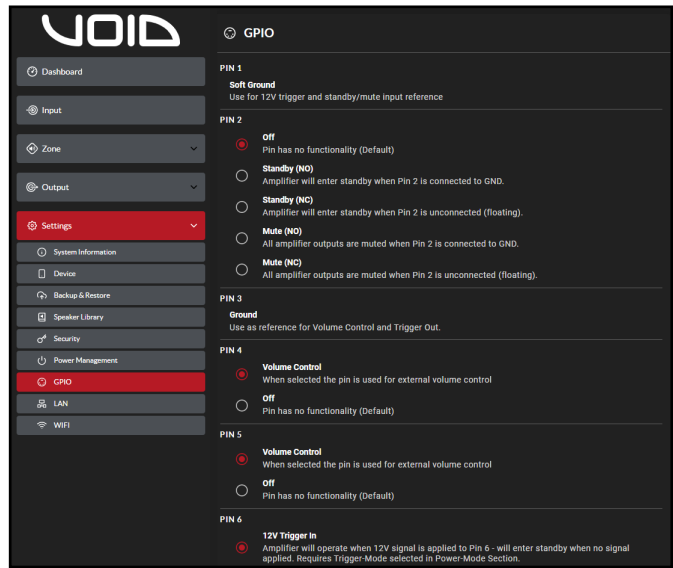 VOID
GPIO
Dashboard
Input
Zone
Output
Settings
System Information
Device
Backup & Restore
Speaker Library
Security
Power Management
GPIO
LAN
WIFI
PIN 1
Soft Ground
Use for 12V trigger and standby/mute input reference
PIN 2
Off
Pin has no functionality (Default)
Standby (NO)
Amplifier will enter standby when Pin 2 is connected to GND.
Standby (NC)
Amplifier will enter standby when Pin 2 is unconnected (floating).
Mute (NO)
All amplifier outputs are muted when Pin 2 is connected to GND.
Mute (NC)
All amplifier outputs are muted when Pin 2 is unconnected (floating).
PIN 3
Ground
Use as reference for Volume Control and Trigger Out.
PIN 4
Volume Control
When selected the pin is used for external volume control
Off
Pin has no functionality (Default)
PIN 5
Volume Control
When selected the pin is used for external volume control
Off
Pin has no functionality (Default)
PIN 6
12V Trigger In
Amplifier will operate when 12V signal is applied to Pin 6 - will enter standby when no signal
applied. Requires Trigger-Mode selected in Power-Mode Section.